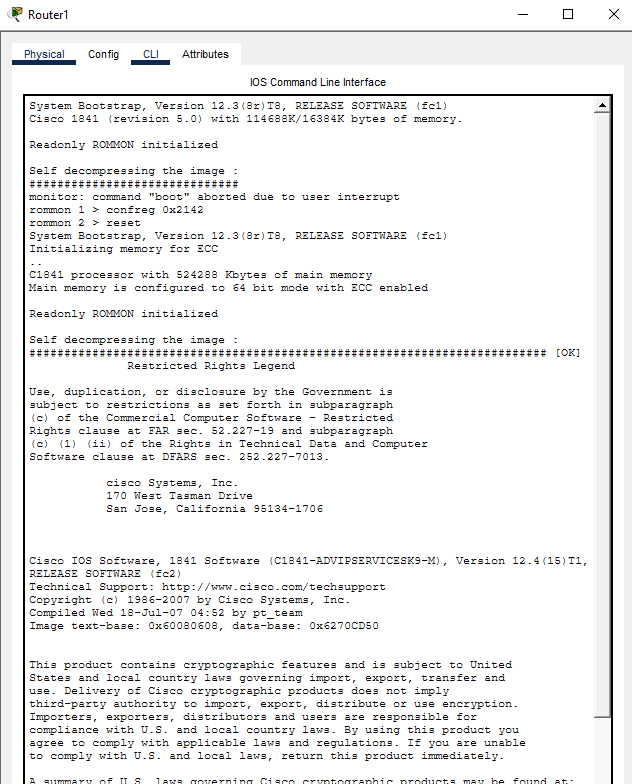 Router1
Physical Config CLI Attributes
IOS Command Line Interface
System Bootstrap, Version 12.3(8r)T8, RELEASE SOFTWARE (fc1)
Cisco 1841 (revision 5.0) with 114688K/16384K bytes of memory.
Readonly ROMMON initialized
Self decompressing the image :
##############################
monitor: command "boot" aborted due to user interrupt
rommon 1 > confreg 0x2142
rommon 2 > reset
System Bootstrap, Version 12.3(8r)T8, RELEASE SOFTWARE (fc1)
Initializing memory for ECC
..
C1841 processor with 524288 Kbytes of main memory
Main memory is configured to 64 bit mode with ECC enabled
Readonly ROMMON initialized
Self decompressing the image :
########################################################################## [OK]
Restricted Rights Legend
Use, duplication, or disclosure by the Government is
subject to restrictions as set forth in subparagraph
(c) of the Commercial Computer Software - Restricted
Rights clause at FAR sec. 52.227-19 and subparagraph
(c) (1) (ii) of the Rights in Technical Data and Computer
Software clause at DFARS sec. 252.227-7013.
cisco Systems, Inc.
170 West Tasman Drive
San Jose, California 95134-1706
Cisco IOS Software, 1841 Software (C1841-ADVIPSERVICESK9-M), Version 12.4(15)T1,
RELEASE SOFTWARE (fc2)
Technical Support: http://www.cisco.com/techsupport
Copyright (c) 1986-2007 by Cisco Systems, Inc.
Compiled Wed 18-Jul-07 04:52 by pt_team
Image text-base: 0x60080608, data-base: 0x6270CD50
This product contains cryptographic features and is subject to United
States and local country laws governing import, export, transfer and
use. Delivery of Cisco cryptographic products does not imply
third-party authority to import, export, distribute or use encryption.
Importers, exporters, distributors and users are responsible for
compliance with U.S. and local country laws. By using this product you
agree to comply with applicable laws and regulations. If you are unable
to comply with U.S. and local laws, return this product immediately.
A summary of U.S. laws governing Cisco cryptographic products may be found at: